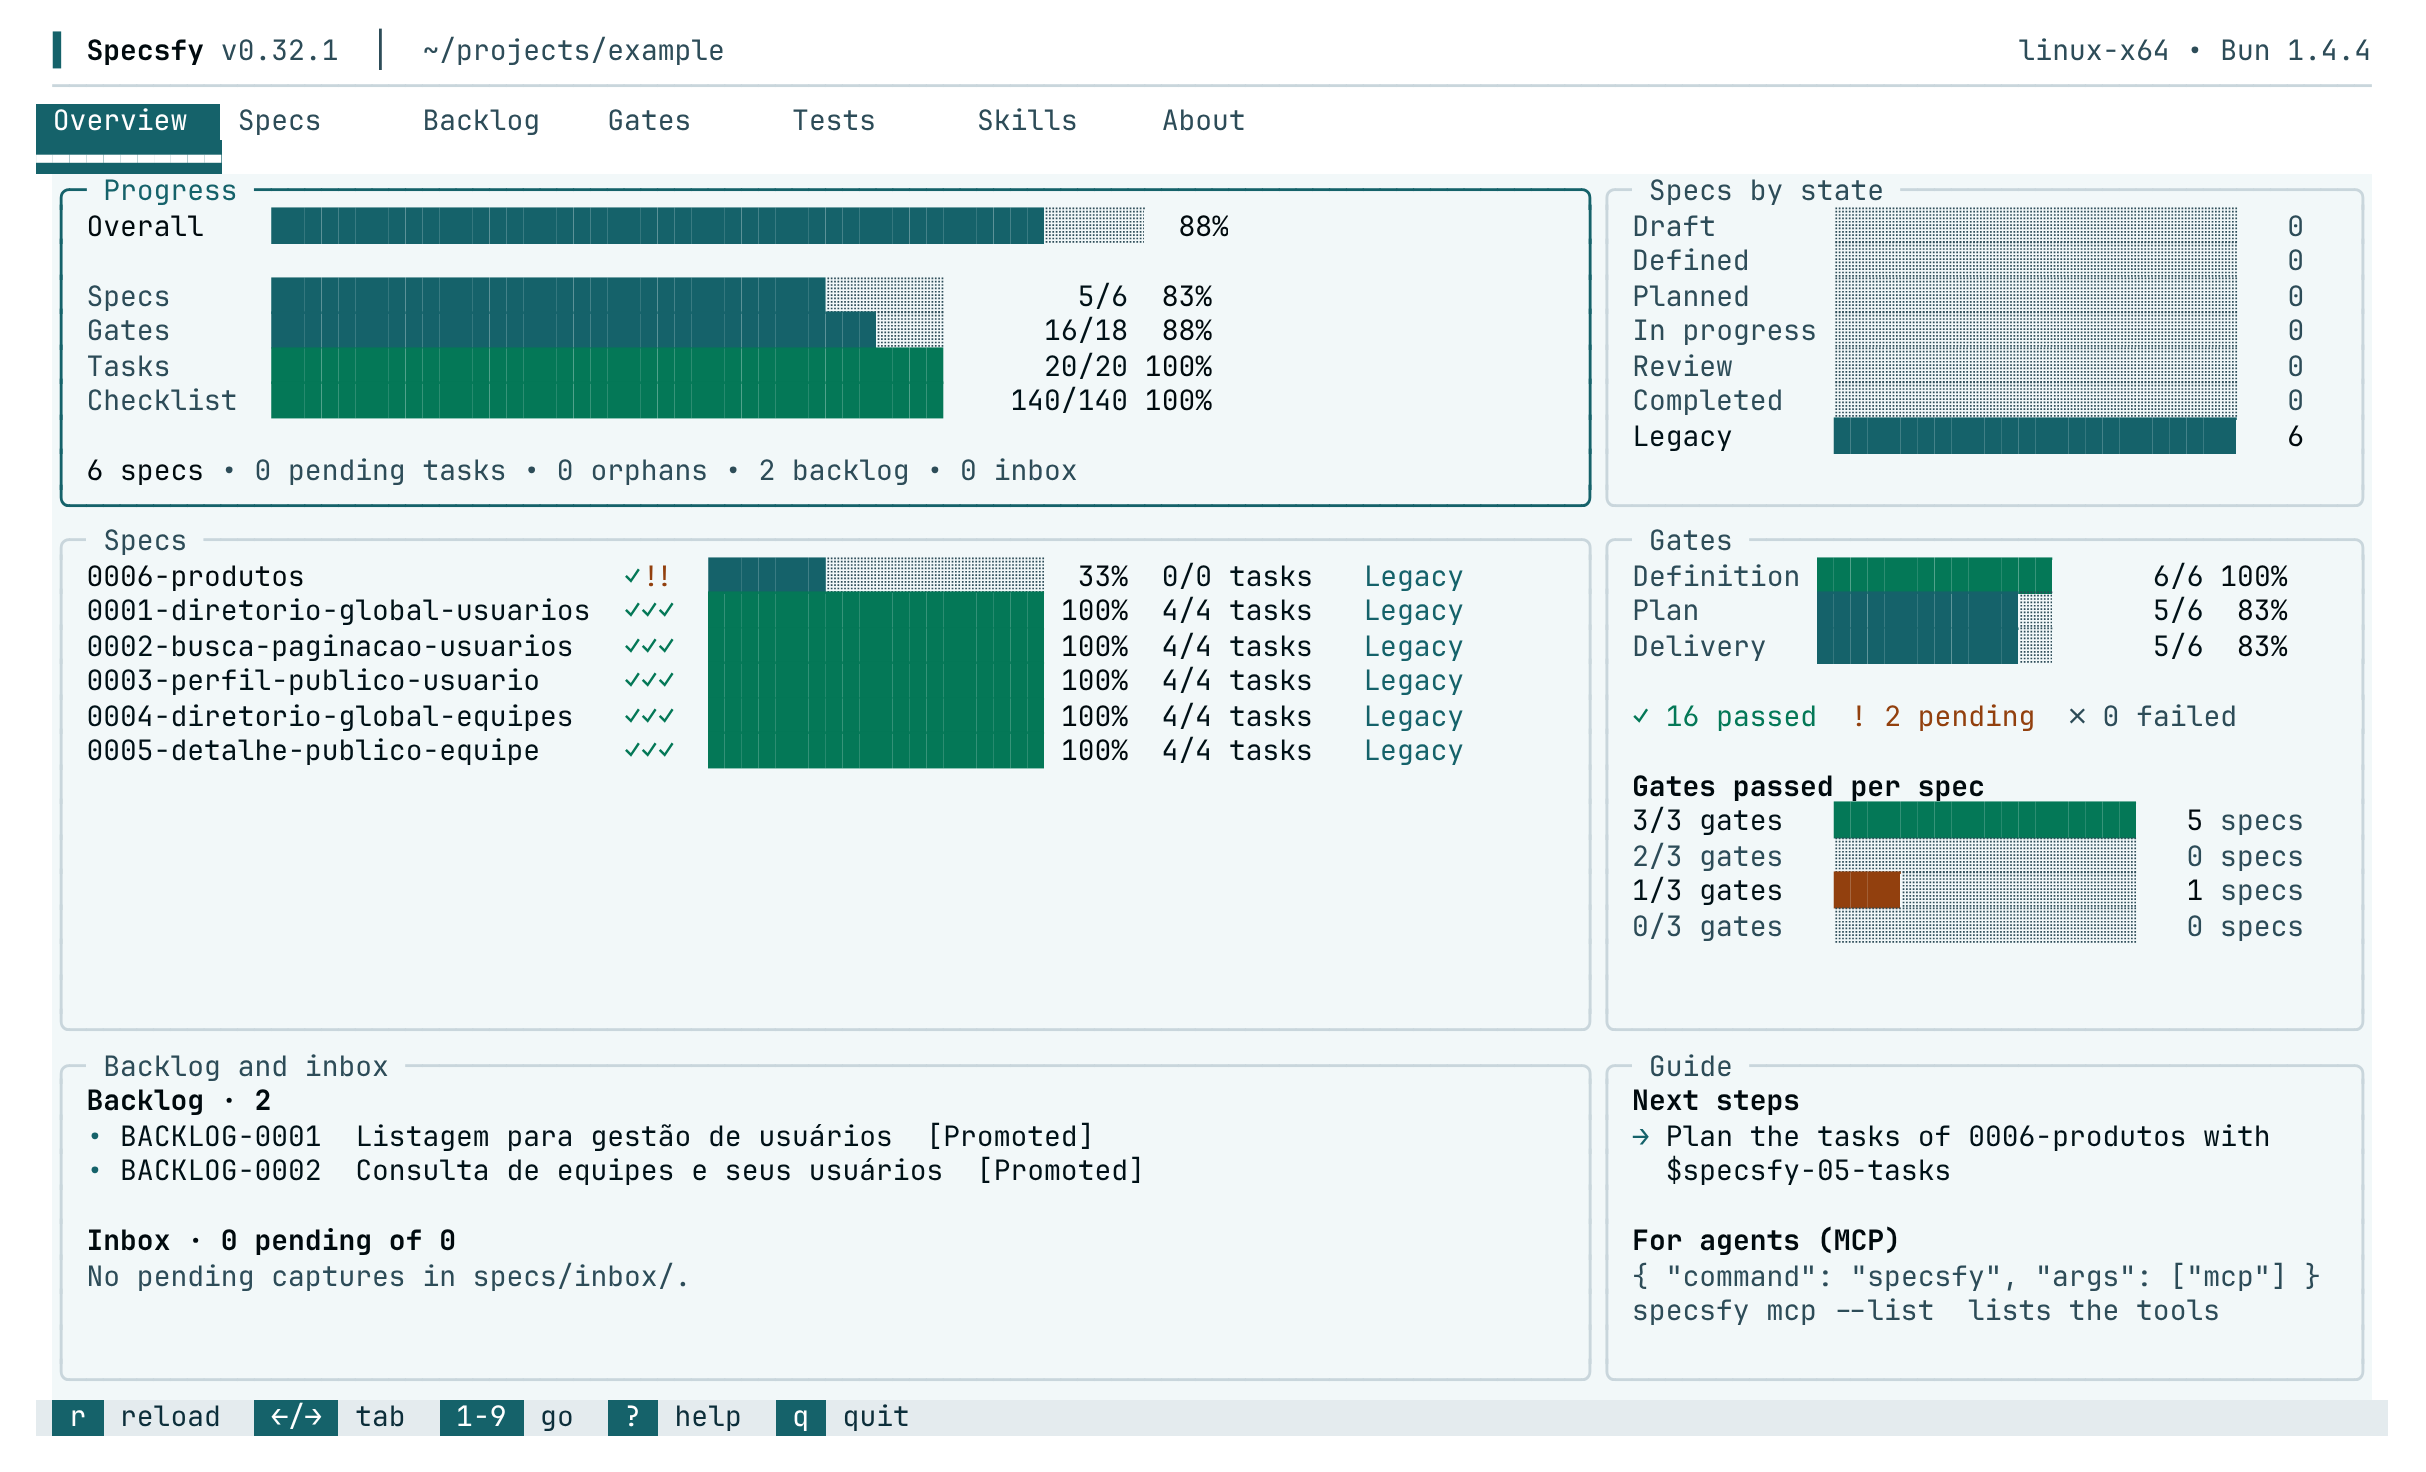 Specsfy v0.32.1 │ ~/projects/example linux-x64 • Bun 1.4.4
Overview Specs Backlog Gates Tests Skills About
Progress
Overall 88%
Specs 5/6 83%
Gates 16/18 88%
Tasks 20/20 100%
Checklist 140/140 100%
6 specs • 0 pending tasks • 0 orphans • 2 backlog • 0 inbox
Specs by state
Draft 0
Defined 0
Planned 0
In progress 0
Review 0
Completed 0
Legacy 6
Specs
0006-produtos ✓!! 33% 0/0 tasks Legacy
0001-diretorio-global-usuarios ✓✓✓ 100% 4/4 tasks Legacy
0002-busca-paginacao-usuarios ✓✓✓ 100% 4/4 tasks Legacy
0003-perfil-publico-usuario ✓✓✓ 100% 4/4 tasks Legacy
0004-diretorio-global-equipes ✓✓✓ 100% 4/4 tasks Legacy
0005-detalhe-publico-equipe ✓✓✓ 100% 4/4 tasks Legacy
Gates
Definition 6/6 100%
Plan 5/6 83%
Delivery 5/6 83%
✓ 16 passed ! 2 pending ✕ 0 failed
Gates passed per spec
3/3 gates 5 specs
2/3 gates 0 specs
1/3 gates 1 specs
0/3 gates 0 specs
Backlog and inbox
Backlog · 2
• BACKLOG-0001 Listagem para gestão de usuários [Promoted]
• BACKLOG-0002 Consulta de equipes e seus usuários [Promoted]
Inbox · 0 pending of 0
No pending captures in specs/inbox/.
Guide
Next steps
→ Plan the tasks of 0006-produtos with
$specsfy-05-tasks
For agents (MCP)
{ "command": "specsfy", "args": ["mcp"] }
specsfy mcp --list lists the tools
r reload ←/→ tab 1-9 go ? help q quit